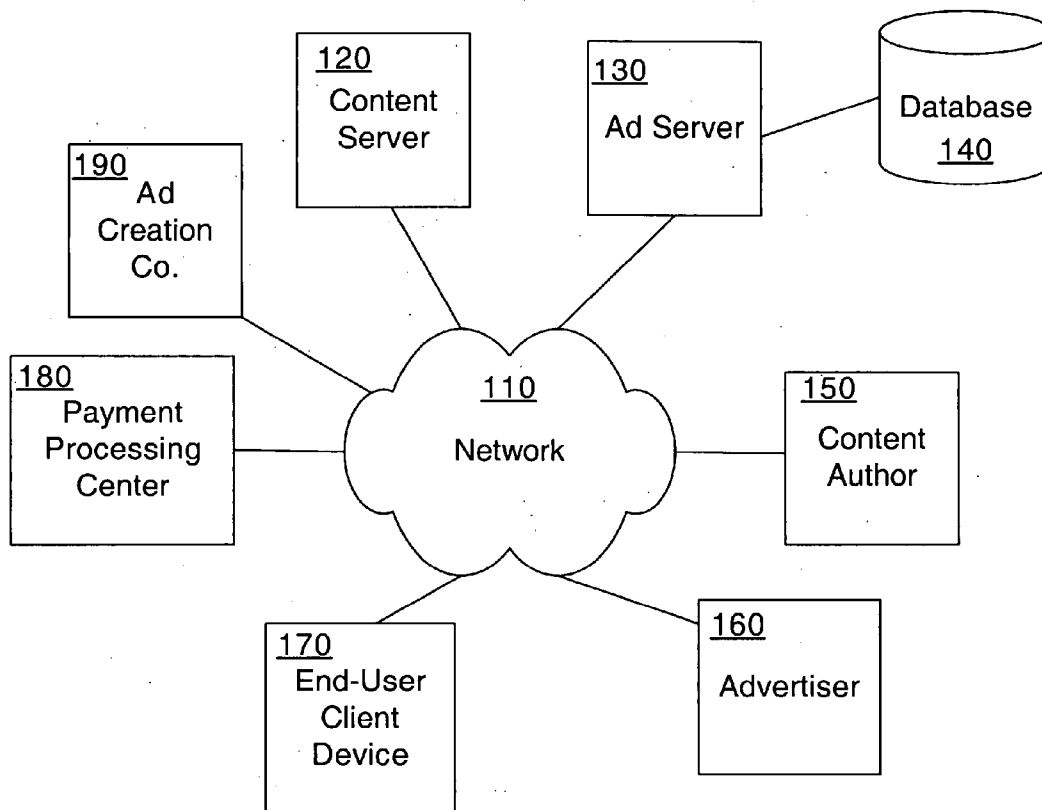 120
Content
Server
130
Ad Server
Database
140
190
Ad
Creation
Co.
180
Payment
Processing
Center
110
Network
150
Content
Author
170
End-User
Client
Device
160
Advertiser